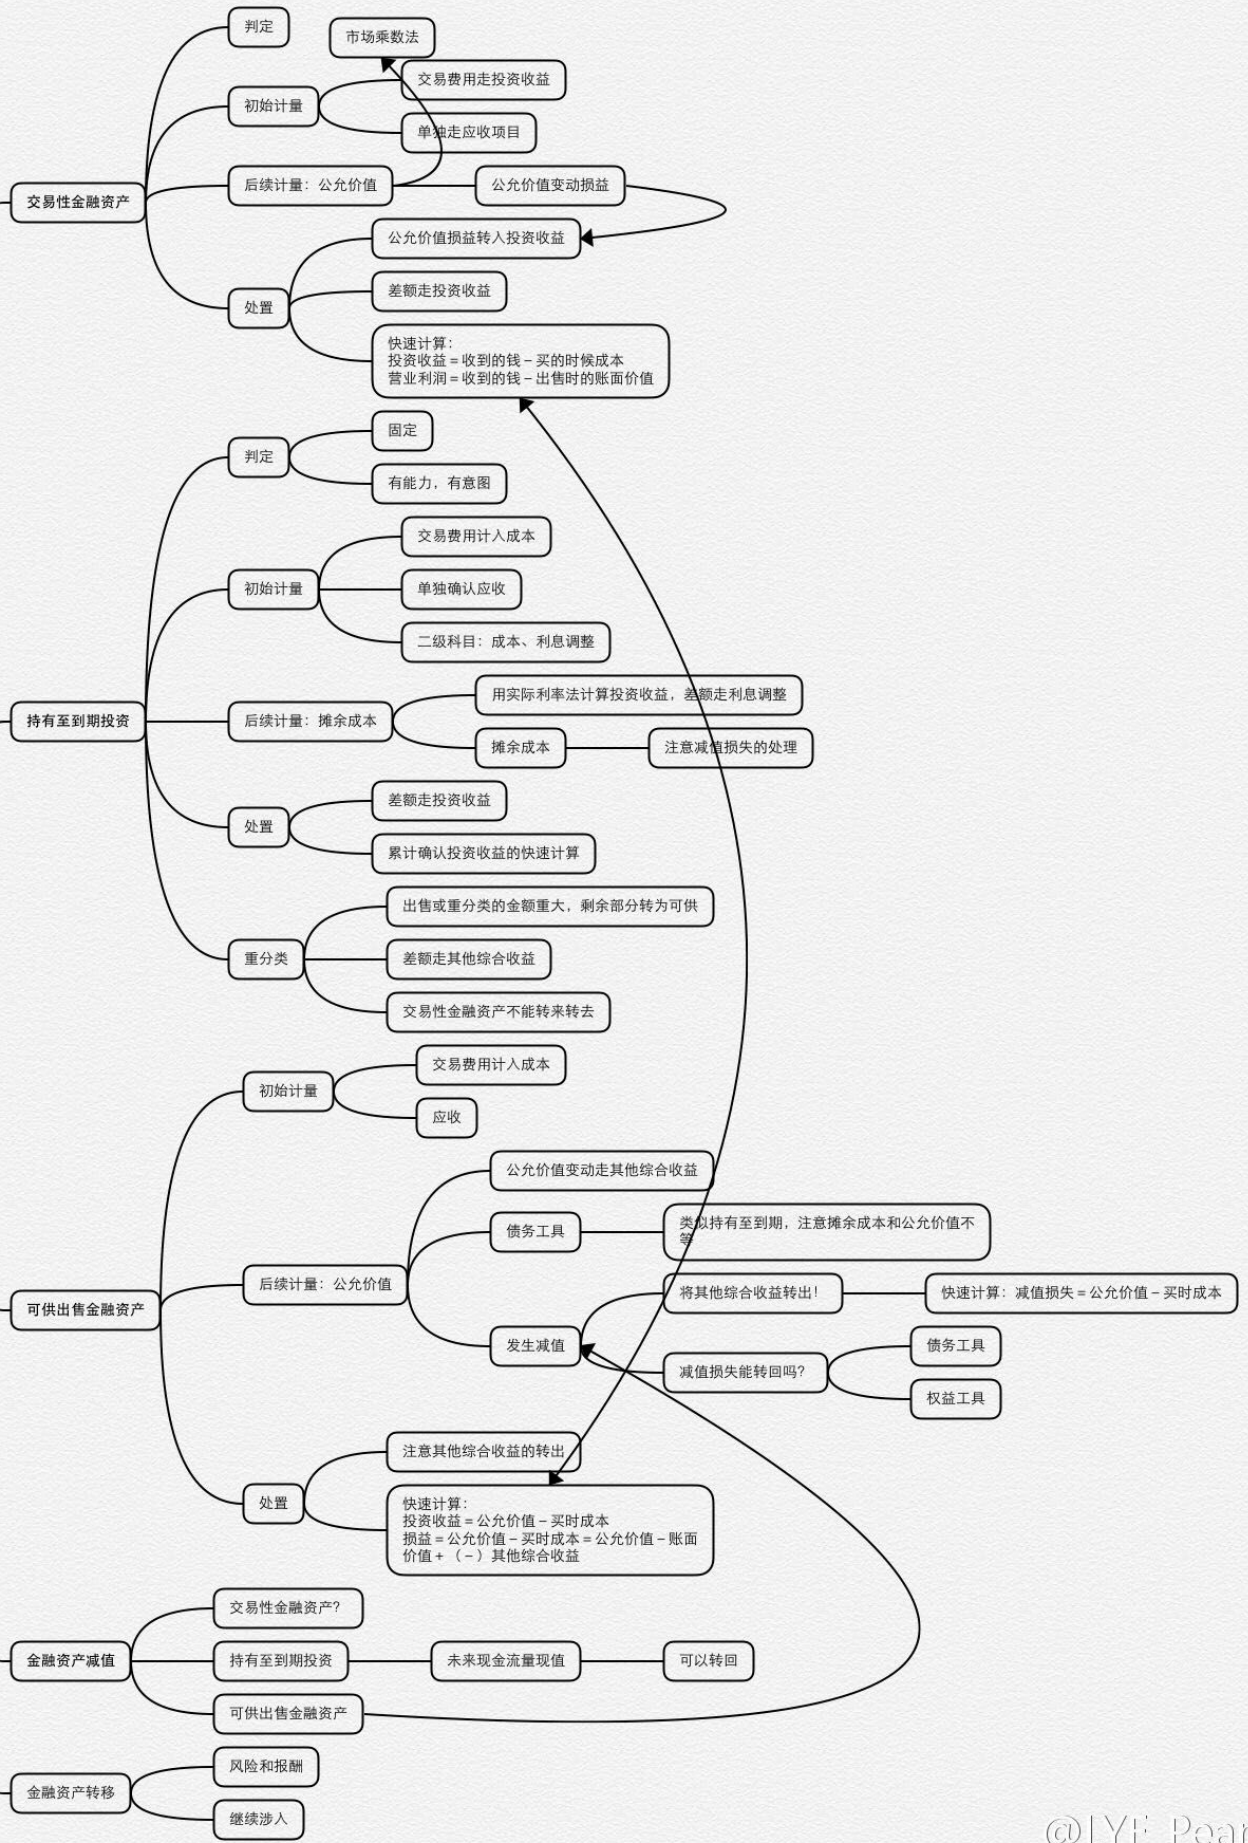 判定
市场乘数法
初始计量
交易费用走投资收益
单独走应收项目
交易性金融资产
后续计量：公允价值
公允价值变动损益
公允价值损益转入投资收益
处置
差额走投资收益
快速计算：
投资收益＝收到的钱－买的时候成本
营业利润＝收到的钱－出售时的账面价值
判定
固定
有能力，有意图
初始计量
交易费用计入成本
单独确认应收
二级科目：成本、利息调整
持有至到期投资
后续计量：摊余成本
用实际利率法计算投资收益，差额走利息调整
摊余成本
注意减值损失的处理
处置
差额走投资收益
累计确认投资收益的快速计算
重分类
出售或重分类的金额重大，剩余部分转为可供
差额走其他综合收益
交易性金融资产不能转来转去
初始计量
交易费用计入成本
应收
可供出售金融资产
后续计量：公允价值
公允价值变动走其他综合收益
债务工具
类似持有至到期，注意摊余成本和公允价值不
等
发生减值
将其他综合收益转出！
快速计算：减值损失＝公允价值－买时成本
减值损失能转回吗？
债务工具
权益工具
处置
注意其他综合收益的转出
快速计算：
投资收益＝公允价值－买时成本
损益＝公允价值－买时成本＝公允价值－账面
价值＋（－）其他综合收益
金融资产减值
交易性金融资产？
持有至到期投资
未来现金流量现值
可以转回
可供出售金融资产
金融资产转移
风险和报酬
继续涉入